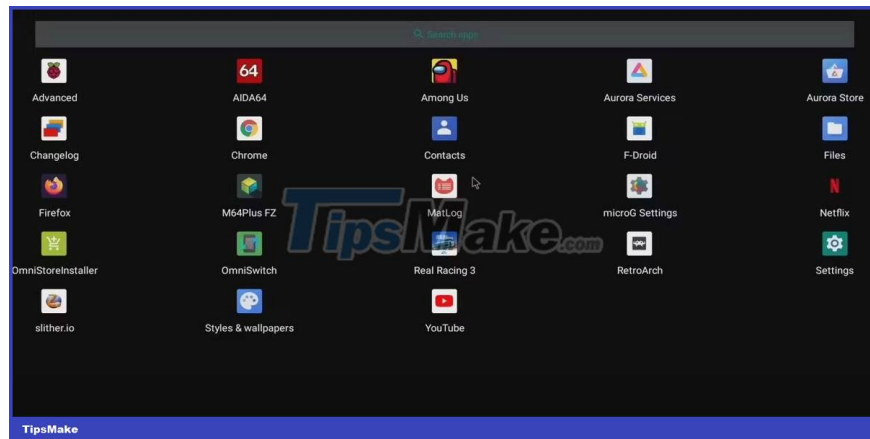 Search apps
Advanced
64
AIDA64
Among Us
Aurora Services
Aurora Store
Changelog
Chrome
Contacts
F-Droid
Files
Firefox
M64Plus FZ
MatLog
microG Settings
N
Netflix
TipsMake.com
OmniStoreInstaller
OmniSwitch
Real Racing 3
RetroArch
Settings
slither.io
Styles & wallpapers
YouTube
TipsMake